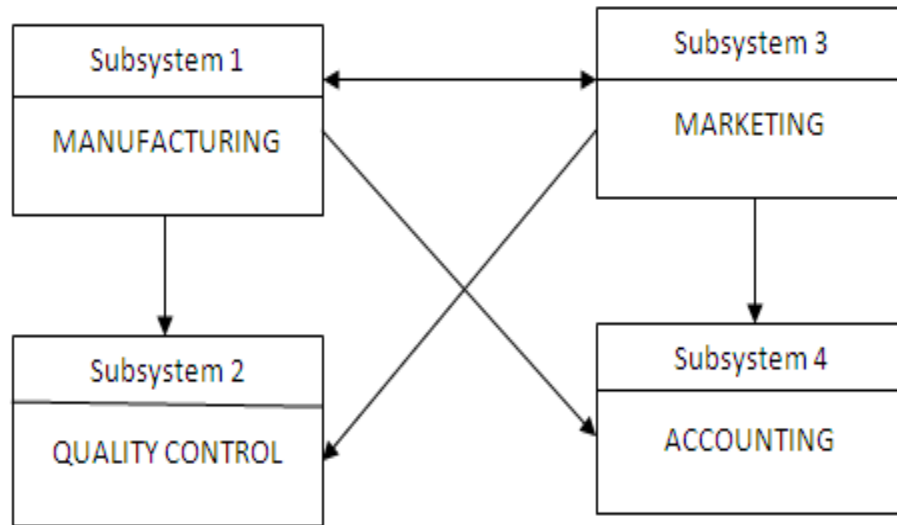 Subsystem 1
MANUFACTURING
Subsystem 3
MARKETING
Subsystem 2
QUALITY CONTROL
Subsystem 4
ACCOUNTING